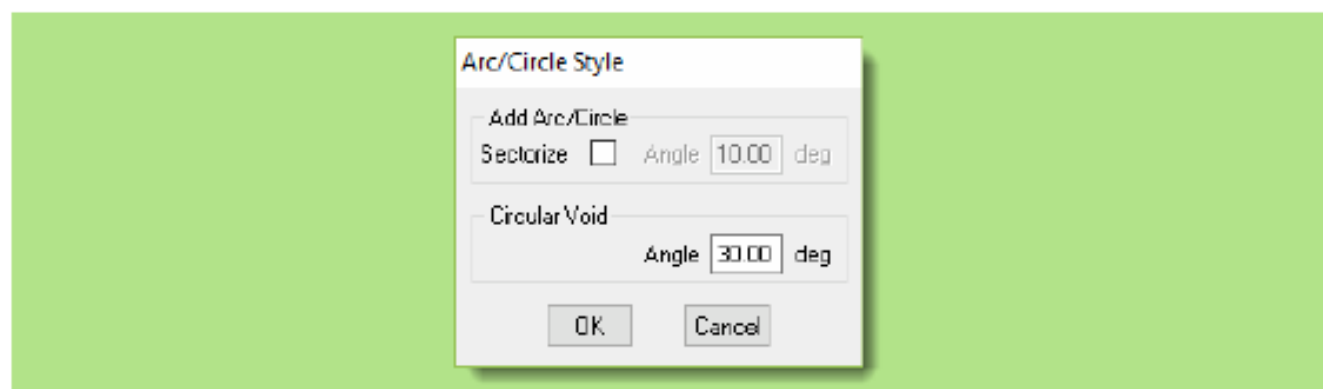 Arc/Circle Style
Add Arc/Circle
Sectorize Angle 10.00 deg
Circular Void
Angle 30.00 deg
OK Cancel